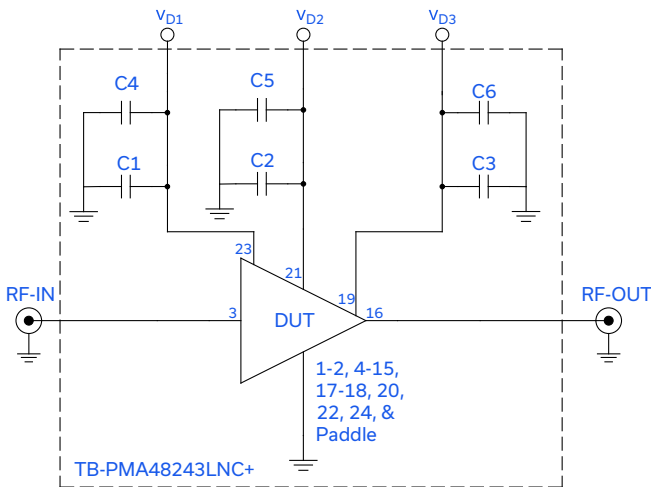 VD1
VD2
VD3
C4
C5
C6
C1
C2
C3
23
21
19
RF-IN
3
DUT
16
RF-OUT
1-2, 4-15,
17-18, 20,
22, 24, &
Paddle
TB-PMA48243LNC+